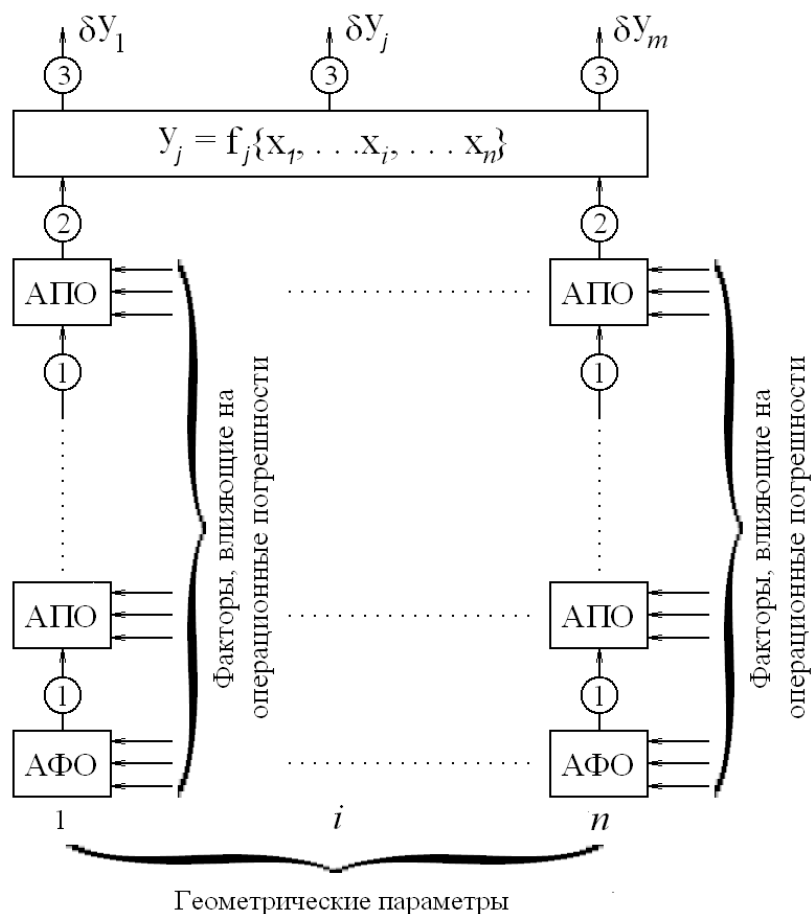 δy1 δyj δym
3 3 3
yj = fj{x1, . . . xi, . . . xn}
2 2
АПО АПО
1 1
Факторы, влияющие на
операционные погрешности
Факторы, влияющие на
операционные погрешности
АПО АПО
1 1
АФО АФО
1 i n
Геометрические параметры